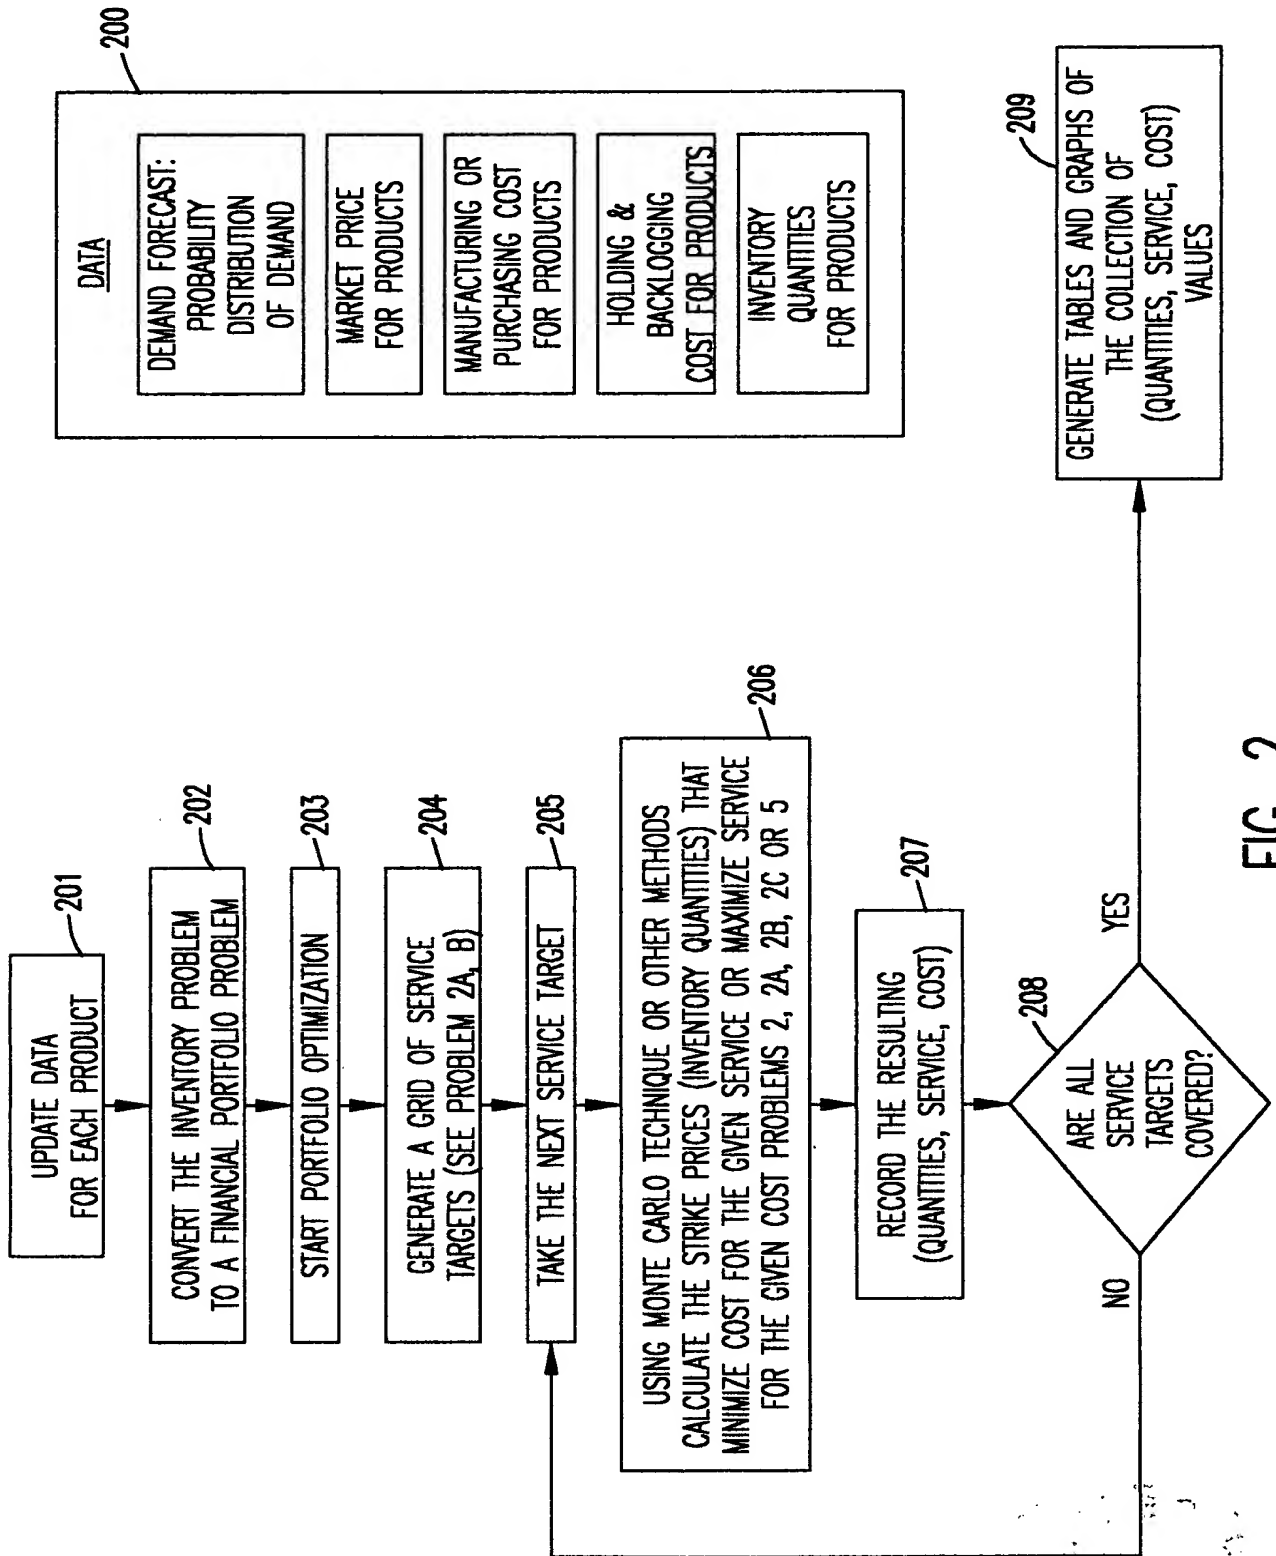 UPDATE DATA
FOR EACH PRODUCT
201
CONVERT THE INVENTORY PROBLEM
TO A FINANCIAL PORTFOLIO PROBLEM
202
START PORTFOLIO OPTIMIZATION
203
GENERATE A GRID OF SERVICE
TARGETS (SEE PROBLEM 2A, B)
204
TAKE THE NEXT SERVICE TARGET
205
USING MONTE CARLO TECHNIQUE OR OTHER METHODS
CALCULATE THE STRIKE PRICES (INVENTORY QUANTITIES) THAT
MINIMIZE COST FOR THE GIVEN SERVICE OR MAXIMIZE SERVICE
FOR THE GIVEN COST PROBLEMS 2, 2A, 2B, 2C OR 5
206
RECORD THE RESULTING
(QUANTITIES, SERVICE, COST)
207
ARE ALL
SERVICE
TARGETS
COVERED?
208
NO
YES
GENERATE TABLES AND GRAPHS OF
THE COLLECTION OF
(QUANTITIES, SERVICE, COST)
VALUES
209
DATA
200
DEMAND FORECAST:
PROBABILITY
DISTRIBUTION
OF DEMAND
MARKET PRICE
FOR PRODUCTS
MANUFACTURING OR
PURCHASING COST
FOR PRODUCTS
HOLDING &
BACKLOGGING
COST FOR PRODUCTS
INVENTORY
QUANTITIES
FOR PRODUCTS
FIG. 2